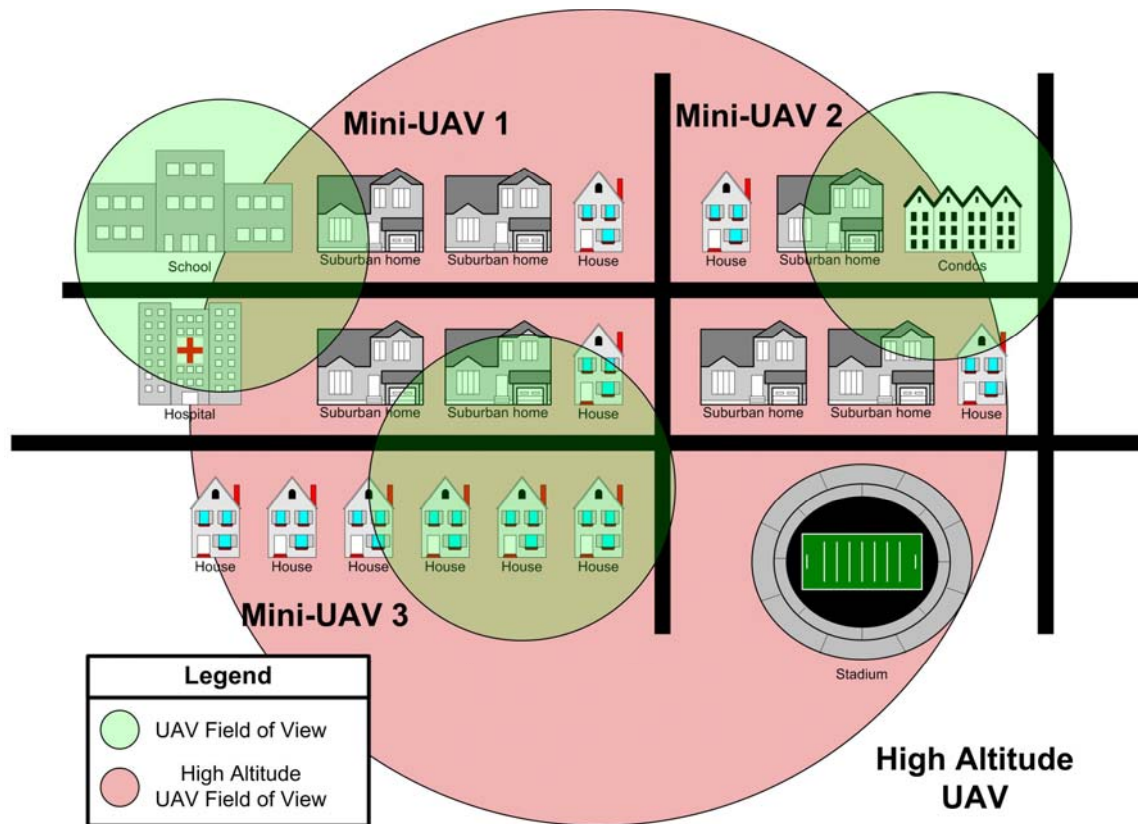 Mini-UAV 1
Mini-UAV 2
School
Suburban home
Suburban home
House
House
Suburban home
Condos
Hospital
Suburban home
Suburban home
House
Suburban home
Suburban home
House
House
House
House
House
House
House
Mini-UAV 3
Stadium
Legend
UAV Field of View
High Altitude
UAV Field of View
High Altitude
UAV